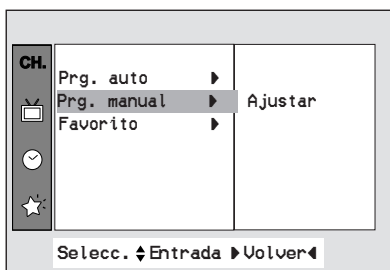 CH.
Prg. auto
Prg. manual Ajustar
Favorito
Selecc. Entrada Volver